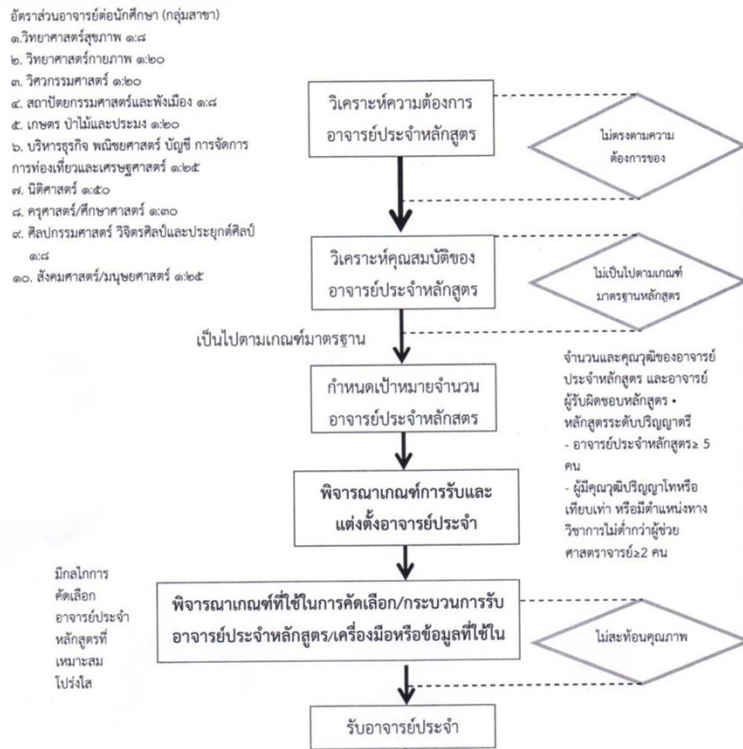 อัตราส่วนอาจารย์ต่อนักศึกษา (กลุ่มสาขา)
๑.วิทยาศาสตร์สุขภาพ ๑:๘
๒. วิทยาศาสตร์กายภาพ ๑:๒๐
๓. วิศวกรรมศาสตร์ ๑:๒๐
๔. สถาปัตยกรรมศาสตร์และผังเมือง ๑:๘
๕. เกษตร ป่าไม้และประมง ๑:๒๐
๖. บริหารธุรกิจ พณิชยศาสตร์ บัญชี การจัดการ
การท่องเที่ยวและเศรษฐศาสตร์ ๑:๒๕
๗. นิติศาสตร์ ๑:๕๐
๘. ครุศาสตร์/ศึกษาศาสตร์ ๑:๓๐
๙. ศิลปกรรมศาสตร์ วิจิตรศิลป์และประยุกต์ศิลป์
๑:๘
๑๐. สังคมศาสตร์/มนุษยศาสตร์ ๑:๒๕
วิเคราะห์ความต้องการ
อาจารย์ประจำหลักสูตร
ไม่ตรงตามความ
ต้องการของ
วิเคราะห์คุณสมบัติของ
อาจารย์ประจำหลักสูตร
ไม่เป็นไปตามเกณฑ์
มาตรฐานหลักสูตร
เป็นไปตามเกณฑ์มาตรฐาน
กำหนดเป้าหมายจำนวน
อาจารย์ประจำหลักสตร
จำนวนและคุณวุฒิของอาจารย์
ประจำหลักสูตร และอาจารย์
ผู้รับผิดชอบหลักสูตร •
หลักสูตรระดับปริญญาตรี
- อาจารย์ประจำหลักสูตร≥ 5
คน
- ผู้มีคุณวุฒิปริญญาโทหรือ
เทียบเท่า หรือมีตำแหน่งทาง
วิชาการไม่ต่ำกว่าผู้ช่วย
ศาสตราจารย์≥2 คน
พิจารณาเกณฑ์การรับและ
แต่งตั้งอาจารย์ประจำ
มีกลไกการ
คัดเลือก
อาจารย์ประจำ
หลักสูตรที่
เหมาะสม
โปร่งใส
พิจารณาเกณฑ์ที่ใช้ในการคัดเลือก/กระบวนการรับ
อาจารย์ประจำหลักสูตร/เครื่องมือหรือข้อมูลที่ใช้ใน
ไม่สะท้อนคุณภาพ
รับอาจารย์ประจำ